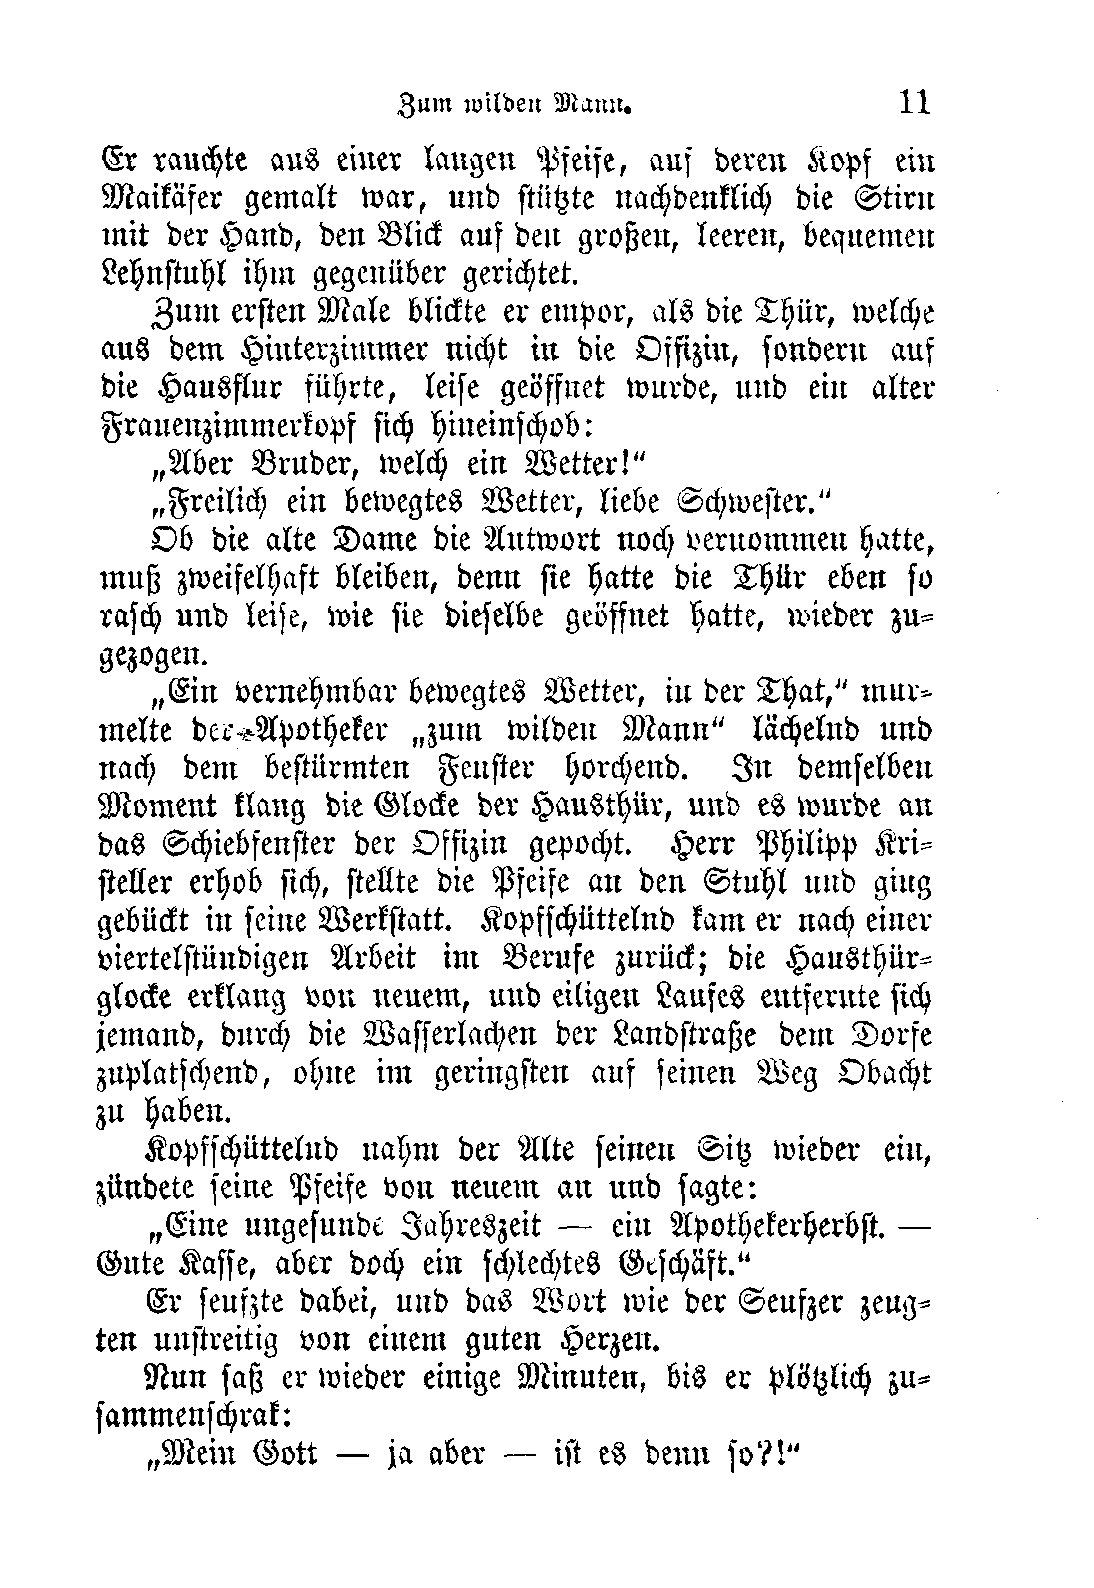 Zum wilden Mann. 11
Er rauchte aus einer langen Pfeife, auf deren Kopf ein
Maikäfer gemalt war, und stützte nachdenklich die Stirn
mit der Hand, den Blick auf den großen, leeren, bequemen
Lehnstuhl ihm gegenüber gerichtet.
Zum ersten Male blickte er empor, als die Thür, welche
aus dem Hinterzimmer nicht in die Offizin, sondern auf
die Hausflur führte, leise geöffnet wurde, und ein alter
Frauenzimmerkopf sich hineinschob:
„Aber Bruder, welch ein Wetter!“
„Freilich ein bewegtes Wetter, liebe Schwester.“
Ob die alte Dame die Antwort noch vernommen hatte,
muß zweifelhaft bleiben, denn sie hatte die Thür eben so
rasch und leise, wie sie dieselbe geöffnet hatte, wieder zu=
gezogen.
„Ein vernehmbar bewegtes Wetter, in der That,“ mur=
melte der Apotheker „zum wilden Mann“ lächelnd und
nach dem bestürmten Fenster horchend. In demselben
Moment klang die Glocke der Hausthür, und es wurde an
das Schiebfenster der Offizin gepocht. Herr Philipp Kri=
steller erhob sich, stellte die Pfeife an den Stuhl und ging
gebückt in seine Werkstatt. Kopfschüttelnd kam er nach einer
viertelstündigen Arbeit im Berufe zurück; die Hausthür=
glocke erklang von neuem, und eiligen Laufes entfernte sich
jemand, durch die Wasserlachen der Landstraße dem Dorfe
zuplatschend, ohne im geringsten auf seinen Weg Obacht
zu haben.
Kopfschüttelnd nahm der Alte seinen Sitz wieder ein,
zündete seine Pfeife von neuem an und sagte:
„Eine ungesunde Jahreszeit — ein Apothekerherbst. —
Gute Kasse, aber doch ein schlechtes Geschäft.“
Er seufzte dabei, und das Wort wie der Seufzer zeug=
ten unstreitig von einem guten Herzen.
Nun saß er wieder einige Minuten, bis er plötzlich zu=
sammenschrak:
„Mein Gott — ja aber — ist es denn so?!“